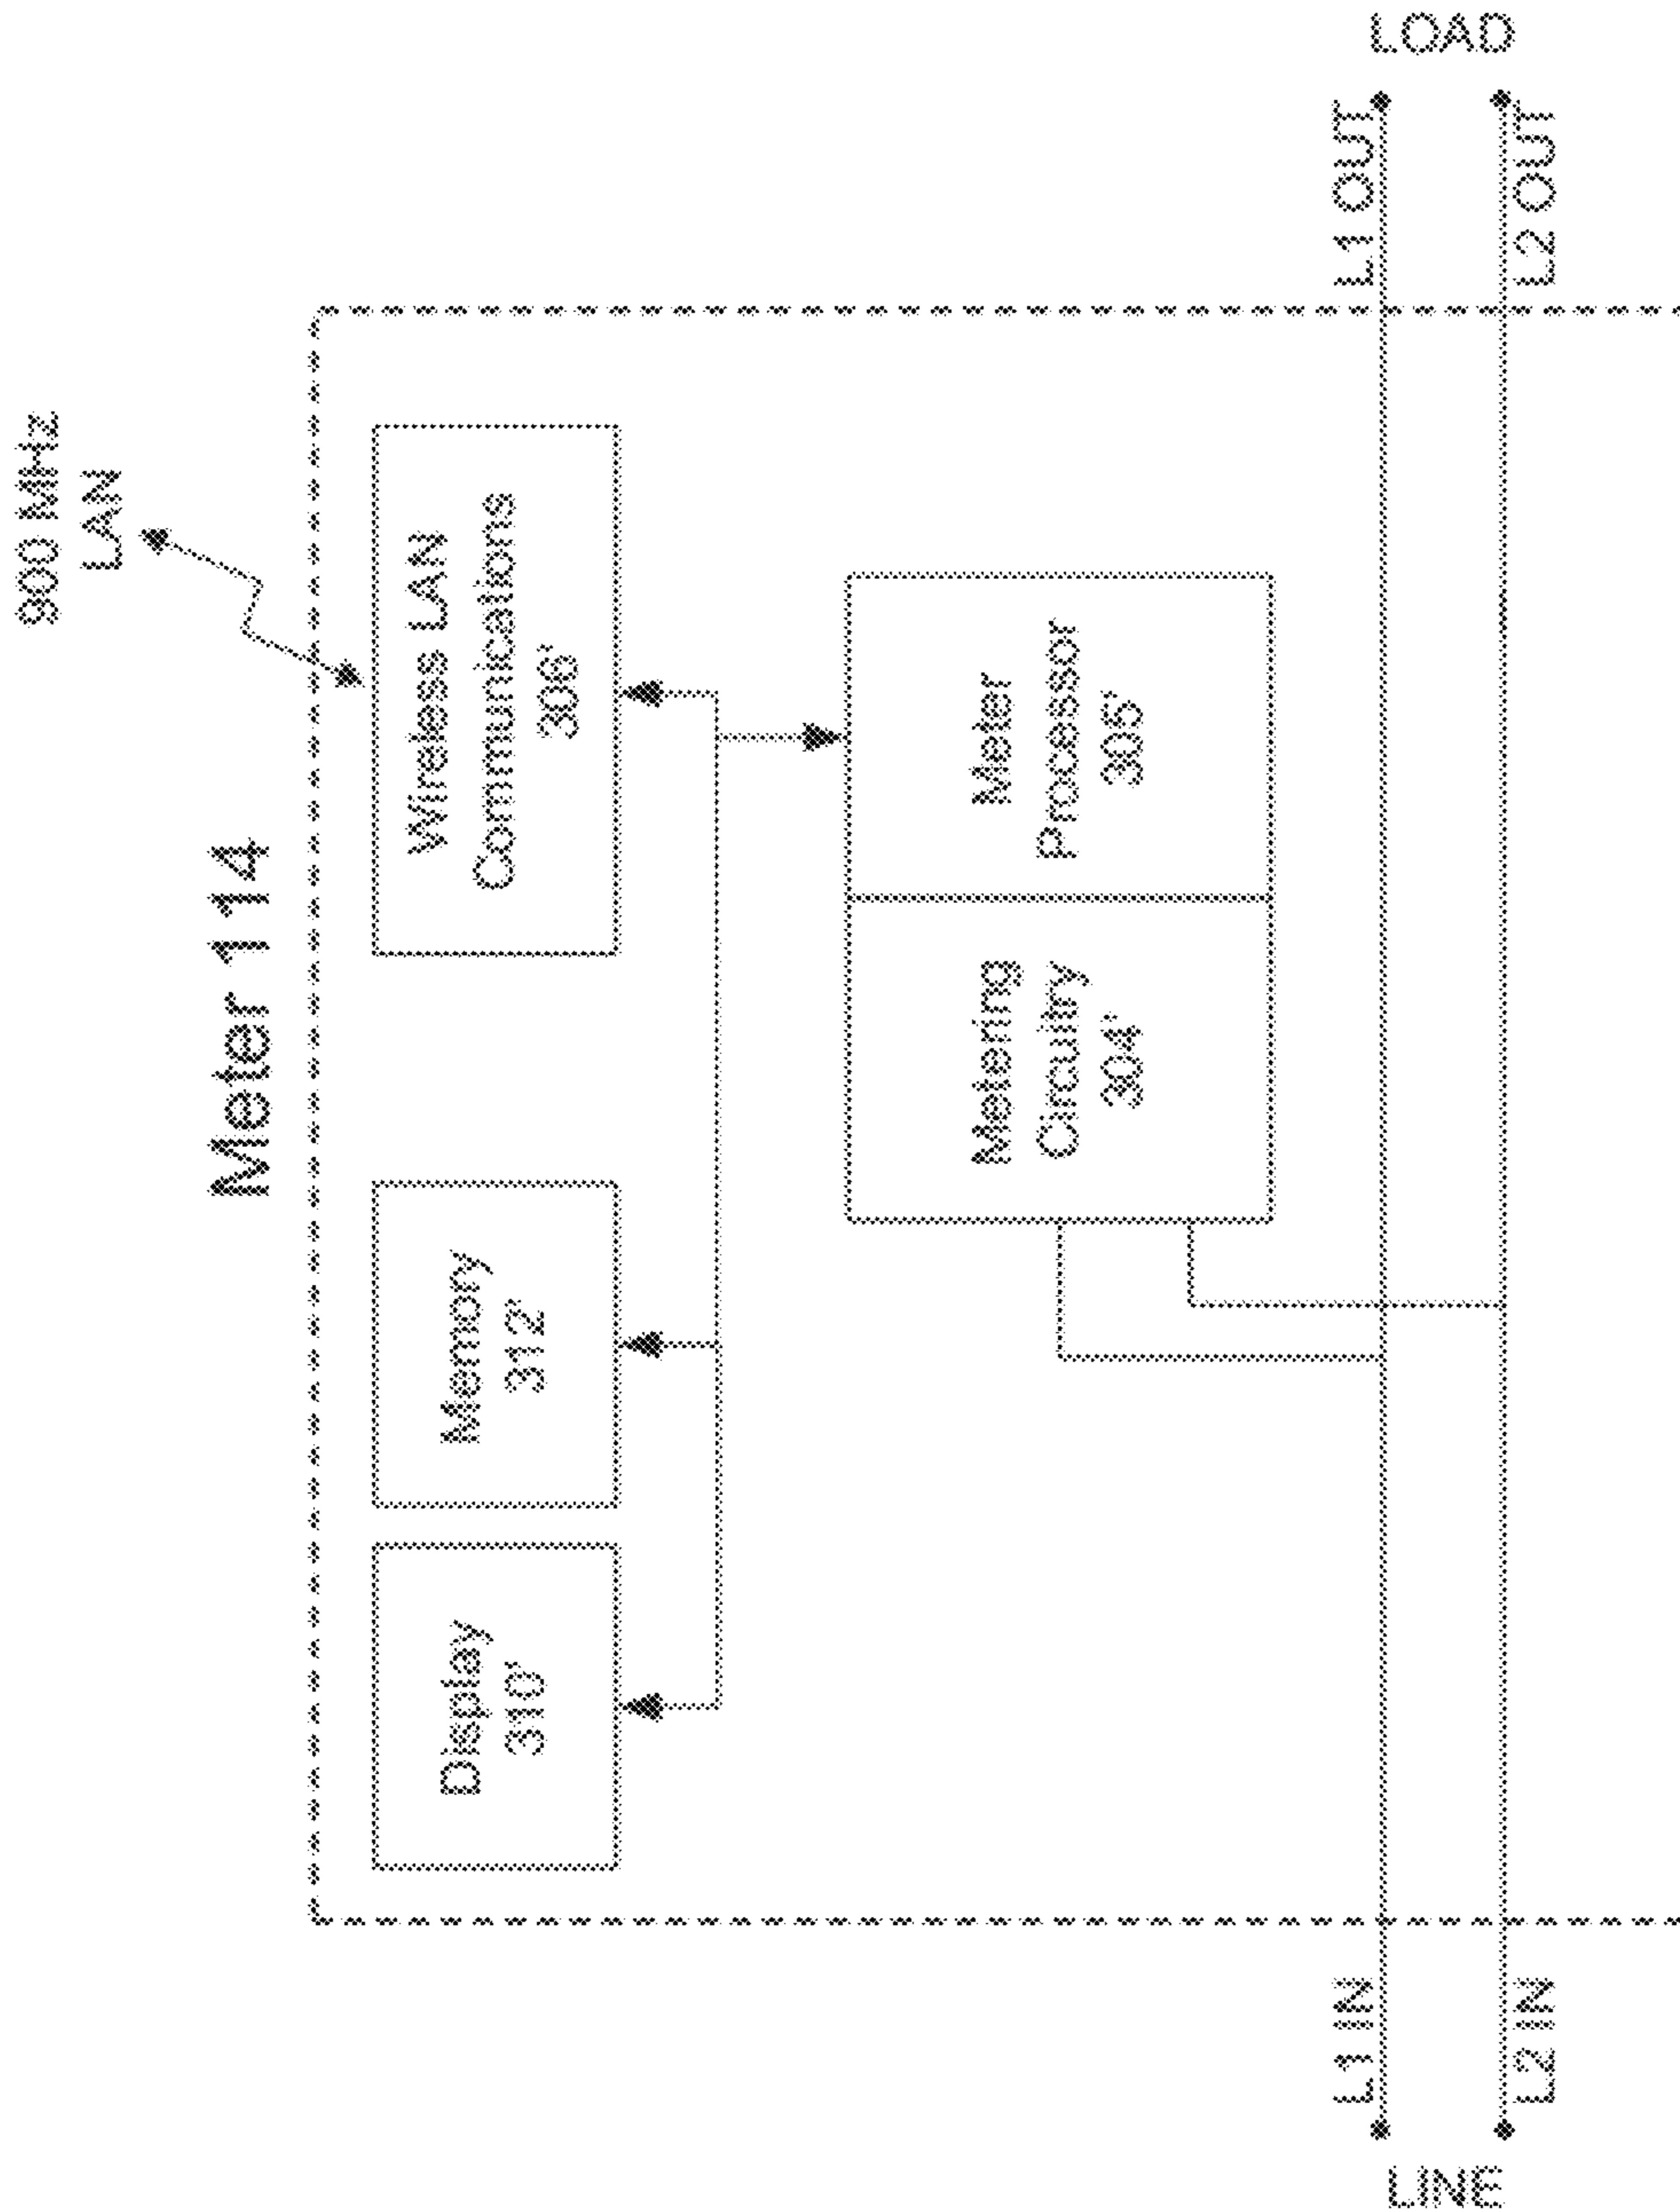 900 MHz
LAN
Meter 114
Display
310'
Memory
312'
Wireless LAN
Communications
306'
Metering
Circuitry
304'
Meter
Processor
305'
L1 IN
L1 OUT
LINE
LOAD
L2 IN
L2 OUT